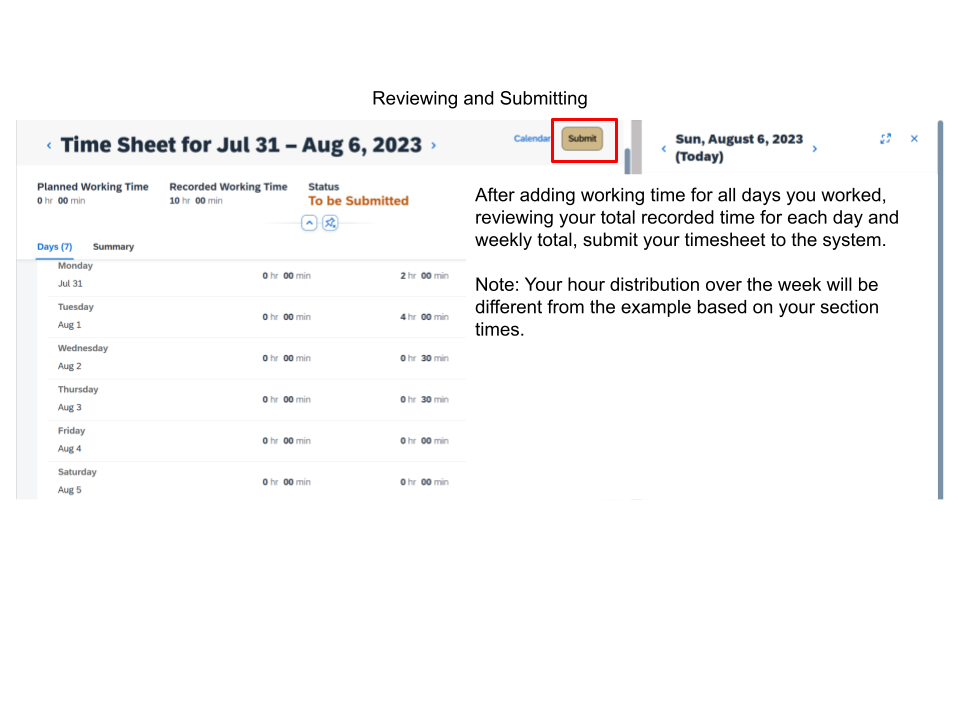 Reviewing and Submitting
Time Sheet for Jul 31 – Aug 6, 2023
Calendar
Submit
Sun, August 6, 2023
(Today)
Planned Working Time
0 hr 00 min
Recorded Working Time
10 hr 00 min
Status
To be Submitted
Days (7)
Summary
Monday
Jul 31
0 hr 00 min
2 hr 00 min
Tuesday
Aug 1
0 hr 00 min
4 hr 00 min
Wednesday
Aug 2
0 hr 00 min
0 hr 30 min
Thursday
Aug 3
0 hr 00 min
0 hr 30 min
Friday
Aug 4
0 hr 00 min
0 hr 00 min
Saturday
Aug 5
0 hr 00 min
0 hr 00 min
After adding working time for all days you worked,
reviewing your total recorded time for each day and
weekly total, submit your timesheet to the system.
Note: Your hour distribution over the week will be
different from the example based on your section
times.